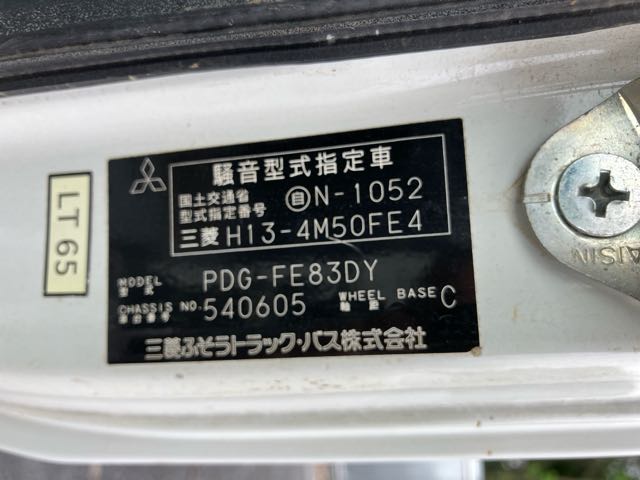 騒音型式指定車
国土交通省
型式指定番号
自N-1052
三菱 H13-4M50FE4
MODEL
型式
PDG-FE83DY
CHASSIS NO.
車台番号
540605
WHEEL BASE
軸距
C
三菱ふそうトラック・バス株式会社
LT 65
AISIN